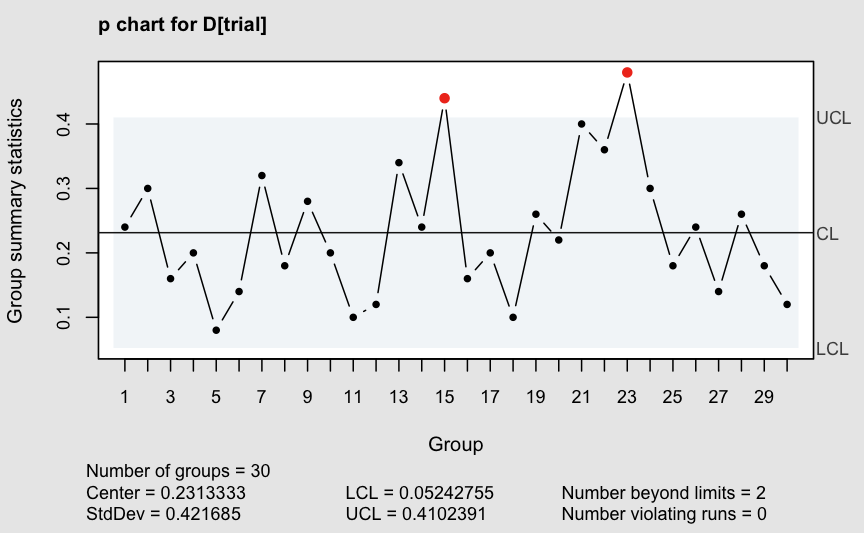 p chart for D[trial]
Group summary statistics
0.4
0.3
0.2
0.1
UCL
CL
LCL
1 3 5 7 9 11 13 15 17 19 21 23 25 27 29
Group
Number of groups = 30
Center = 0.2313333 LCL = 0.05242755 Number beyond limits = 2
StdDev = 0.421685 UCL = 0.4102391 Number violating runs = 0